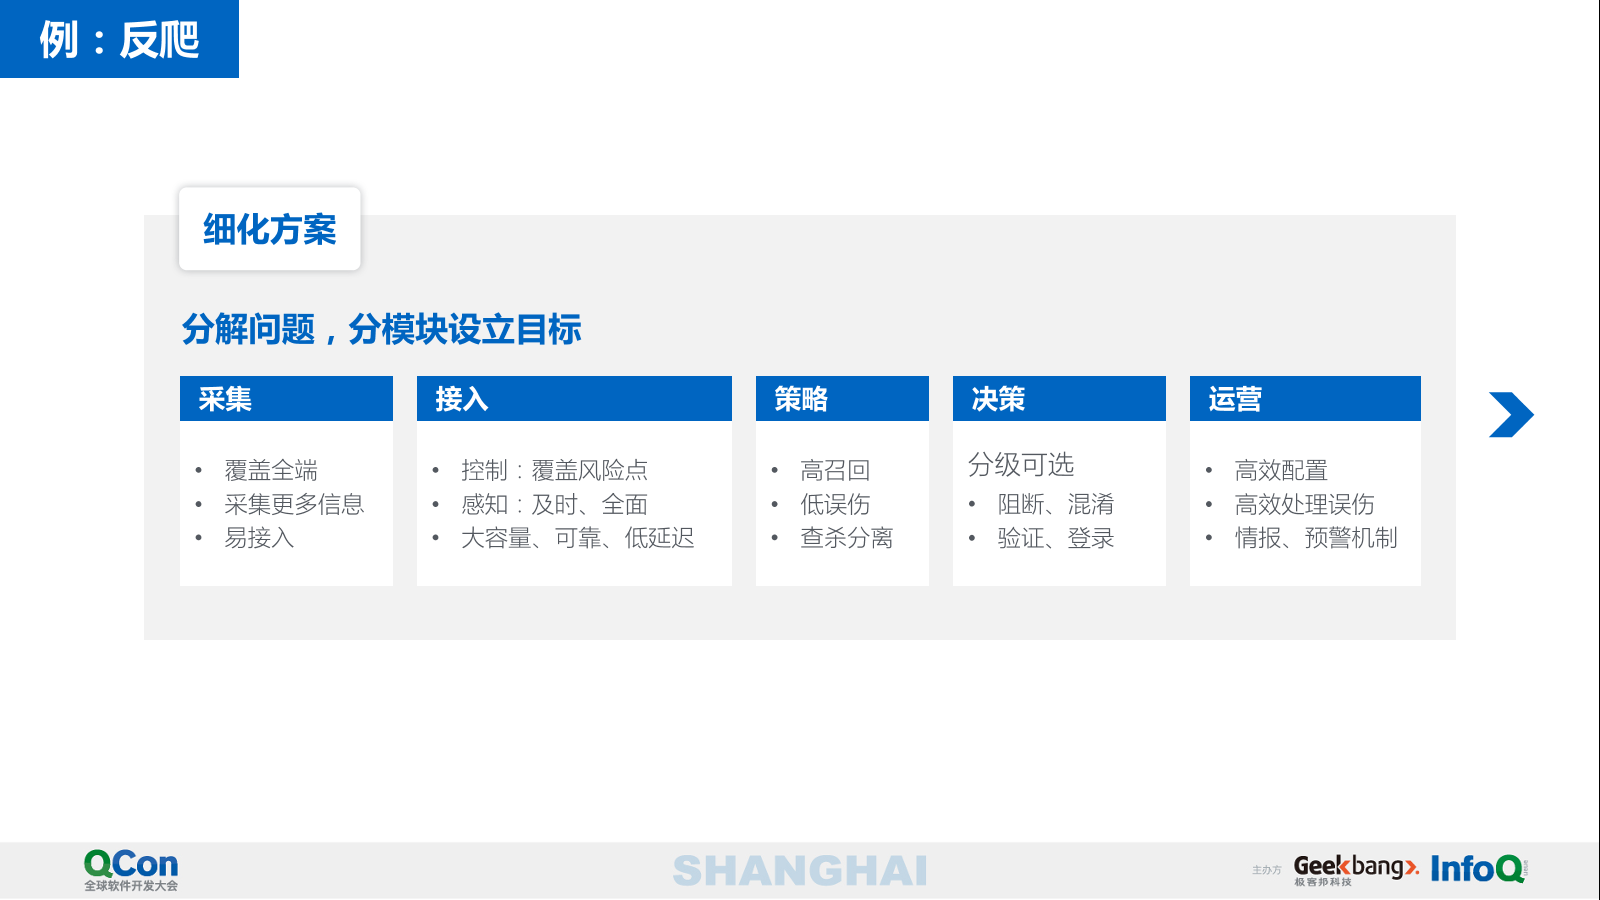 例：反爬
细化方案
分解问题，分模块设立目标
采集
• 覆盖全端
• 采集更多信息
• 易接入
接入
• 控制：覆盖风险点
• 感知：及时、全面
• 大容量、可靠、低延迟
策略
• 高召回
• 低误伤
• 查杀分离
决策
分级可选
• 阻断、混淆
• 验证、登录
运营
• 高效配置
• 高效处理误伤
• 情报、预警机制
QCon
全球软件开发大会
SHANGHAI
主办方
Geekbang>.
极客邦科技
InfoQ